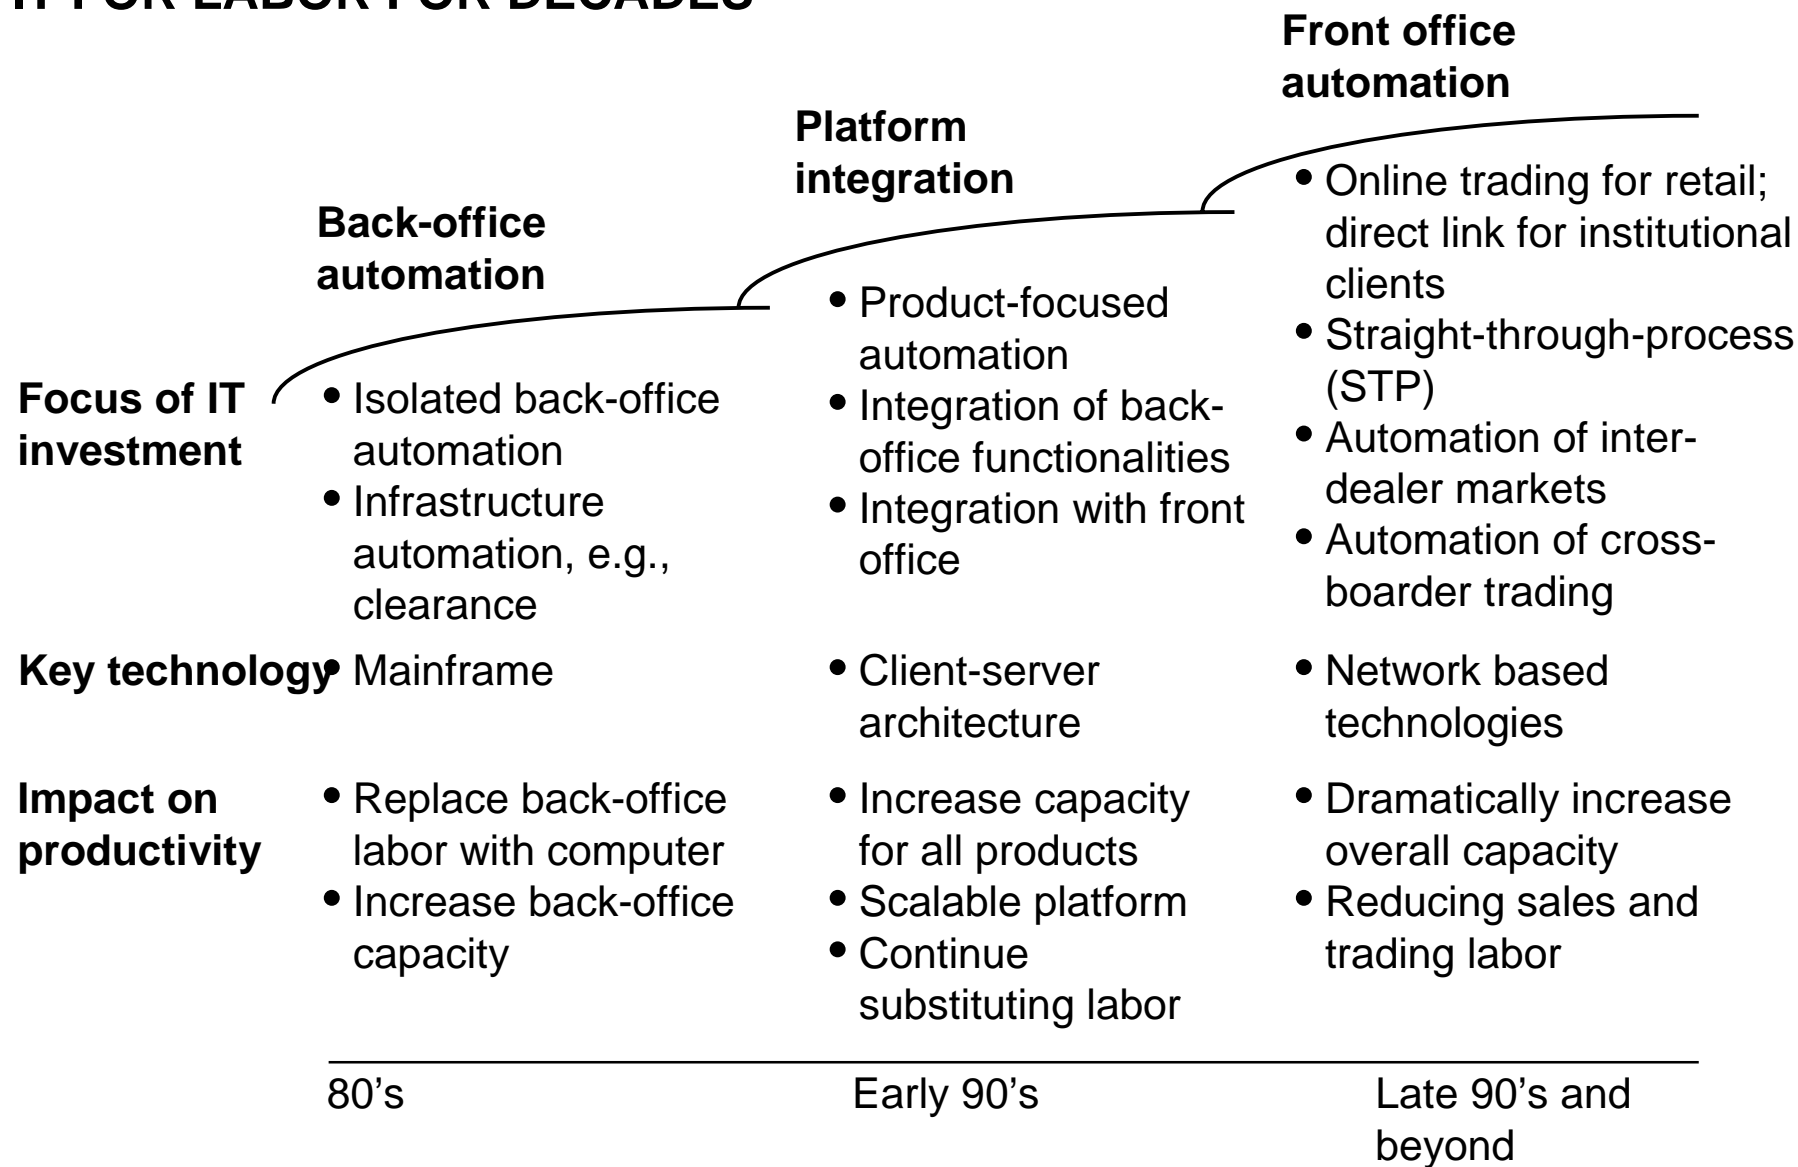 IT FOR LABOR FOR DECADES
Front office
automation
Platform
integration
Back-office
automation
Focus of IT
investment
• Isolated back-office
automation
• Infrastructure
automation, e.g.,
clearance
• Product-focused
automation
• Integration of back-
office functionalities
• Integration with front
office
• Online trading for retail;
direct link for institutional
clients
• Straight-through-process
(STP)
• Automation of inter-
dealer markets
• Automation of cross-
boarder trading
Key technology
• Mainframe
• Client-server
architecture
• Network based
technologies
Impact on
productivity
• Replace back-office
labor with computer
• Increase back-office
capacity
• Increase capacity
for all products
• Scalable platform
• Continue
substituting labor
• Dramatically increase
overall capacity
• Reducing sales and
trading labor
80’s
Early 90’s
Late 90’s and
beyond